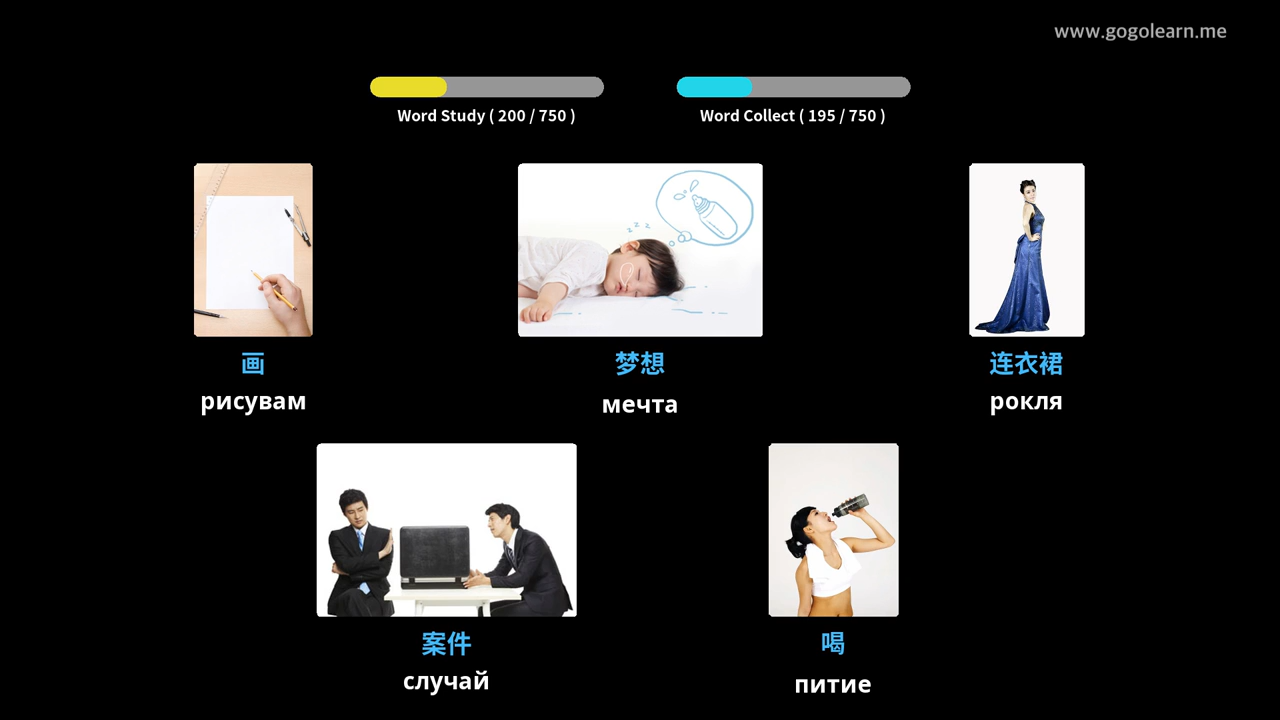 www.gogolearn.me
Word Study ( 200 / 750 )
Word Collect ( 195 / 750 )
画
рисувам
梦想
мечта
连衣裙
рокля
案件
случай
喝
питие